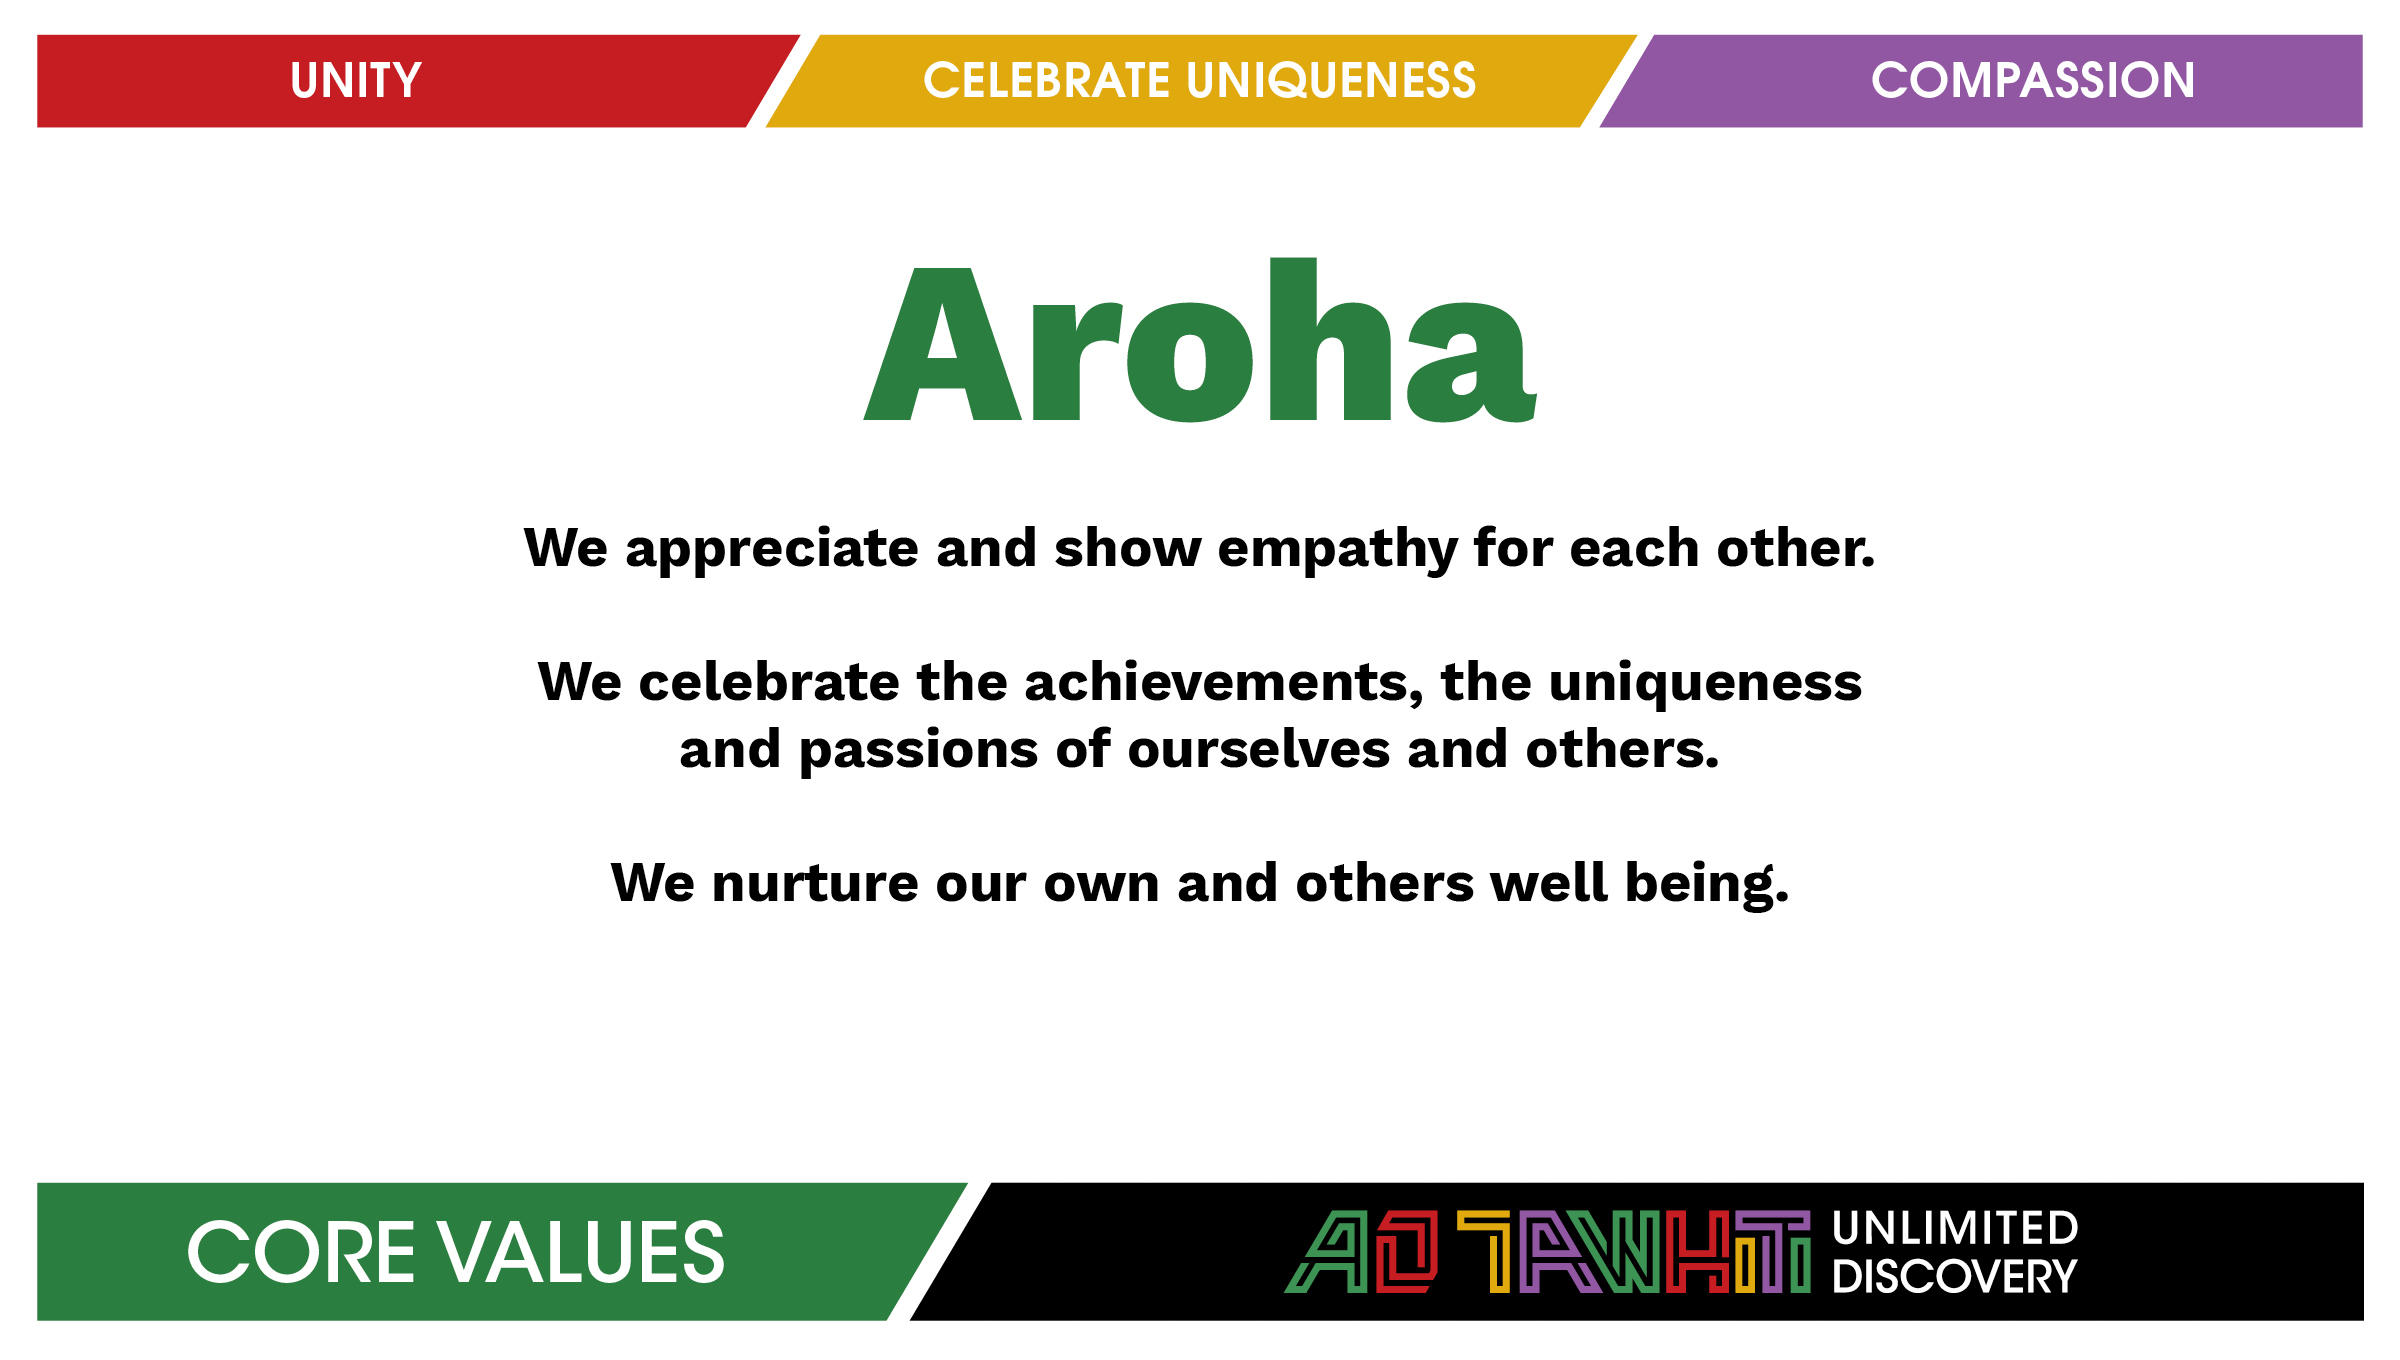 UNITY
CELEBRATE UNIQUENESS
COMPASSION
Aroha
We appreciate and show empathy for each other.
We celebrate the achievements, the uniqueness
and passions of ourselves and others.
We nurture our own and others well being.
CORE VALUES
AO TAWHITI
UNLIMITED
DISCOVERY